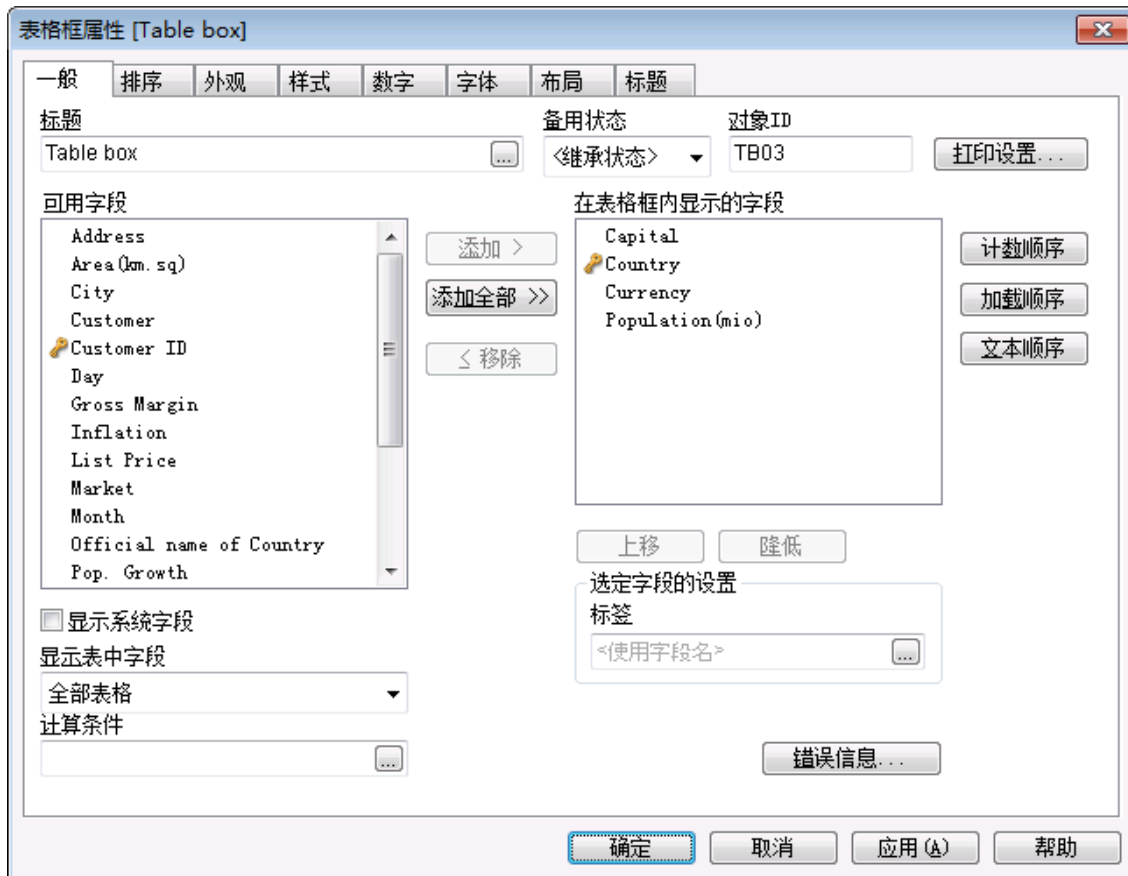 表格框属性 [Table box]
一般 排序 外观 样式 数字 字体 布局 标题
标题 备用状态 对象ID
Table box ... <继承状态> TB03 打印设置...
可用字段 在表格框内显示的字段
Address
Area(km.sq)
City
Customer
Customer ID
Day
Gross Margin
Inflation
List Price
Market
Month
Official name of Country
Pop. Growth
添加 >
添加全部 >>
≤ 移除
Capital
Country
Currency
Population(mio)
计数顺序
加载顺序
文本顺序
上移 降低
选定字段的设置
标签
<使用字段名> ...
显示系统字段
显示表中字段
全部表格
计算条件
...
错误信息...
确定 取消 应用(A) 帮助